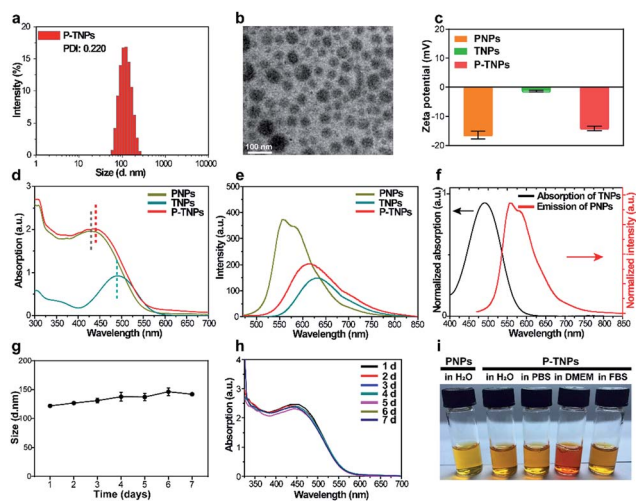 a
P-TNPs
PDI: 0.220
Intensity (%)
20
15
10
5
0
1 10 100 1000 10000
Size (d. nm)
b
100 nm
c
PNPs
TNPs
P-TNPs
Zeta potential (mV)
20
10
0
-10
-20
d
PNPs
TNPs
P-TNPs
Absorption (a.u.)
3
2
1
0
300 350 400 450 500 550 600 650 700
Wavelength (nm)
e
PNPs
TNPs
P-TNPs
Intensity (a.u.)
500
400
300
200
100
0
500 550 600 650 700 750 800 850
Wavelength (nm)
f
Absorption of TNPs
Emission of PNPs
Normalized absorption (a.u.)
1
0
Normalized intensity (a.u.)
1.0
0.5
0.0
400 450 500 550 600 650 700 750 800 850
Wavelength (nm)
g
Size (d.nm)
200
150
100
50
0
1 2 3 4 5 6 7
Time (days)
h
1 d
2 d
3 d
4 d
5 d
6 d
7 d
Absorption (a.u.)
4
3
2
1
0
350 400 450 500 550 600 650 700
Wavelength (nm)
i
PNPs P-TNPs
in H₂O in H₂O in PBS in DMEM in FBS